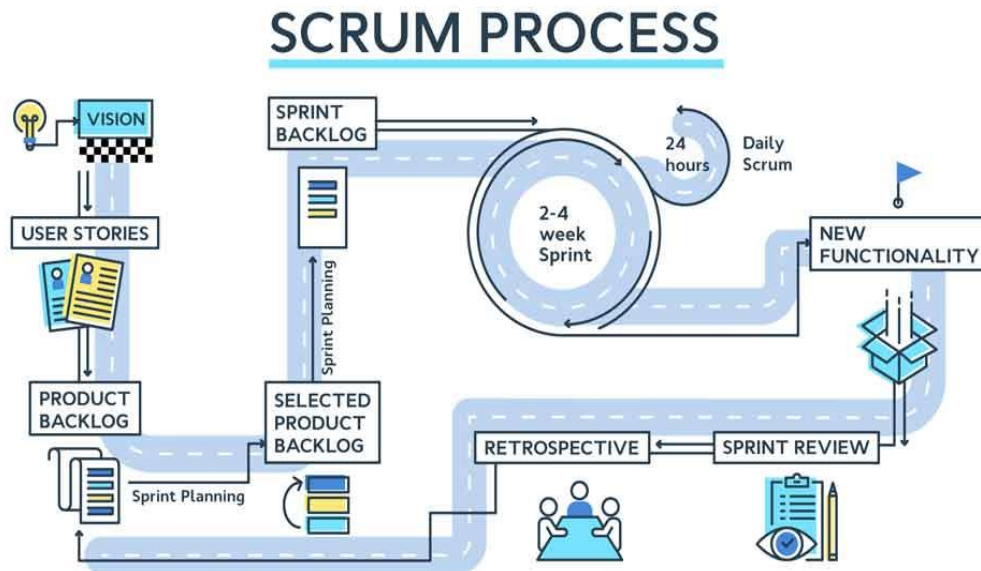 SCRUM PROCESS
VISION
USER STORIES
PRODUCT
BACKLOG
Sprint Planning
SELECTED
PRODUCT
BACKLOG
Sprint Planning
SPRINT
BACKLOG
2-4
week
Sprint
24
hours
Daily
Scrum
NEW
FUNCTIONALITY
SPRINT REVIEW
RETROSPECTIVE